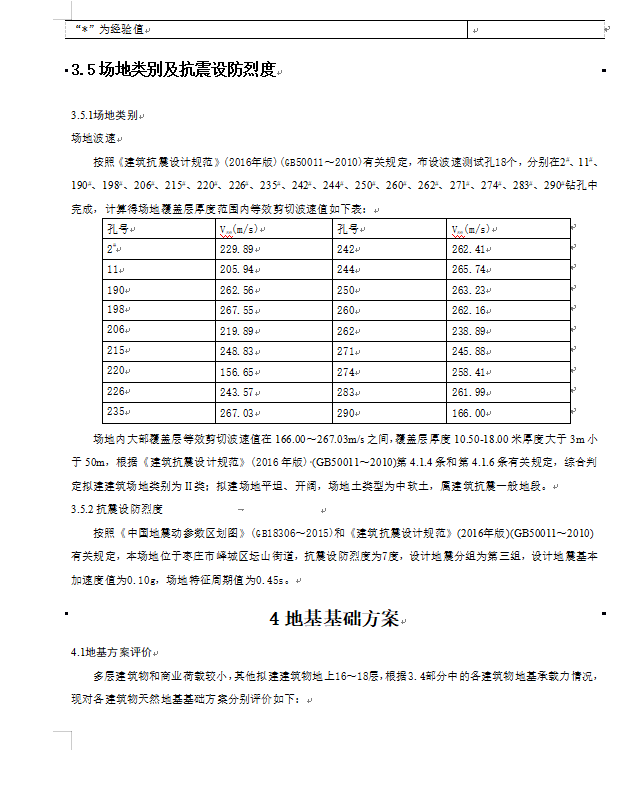 “*”为经验值
3.5 场地类别及抗震设防烈度
3.5.1场地类别
场地波速
按照《建筑抗震设计规范》(2016年版)(GB50011～2010)有关规定，布设波速测试孔18个，分别在2#、11#、
190#、198#、206#、215#、220#、226#、235#、242#、244#、250#、260#、262#、271#、274#、283#、290#钻孔中
完成，计算得场地覆盖层厚度范围内等效剪切波速值如下表：
孔号 Vse(m/s) 孔号 Vse(m/s)
2# 229.89 242 262.41
11 205.94 244 265.74
190 262.56 250 263.23
198 267.55 260 262.16
206 219.89 262 238.89
215 248.83 271 245.88
220 156.65 274 258.41
226 243.57 283 261.99
235 267.03 290 166.00
场地内大部覆盖层等效剪切波速值在 166.00～267.03m/s 之间,覆盖层厚度 10.50-18.00 米厚度大于 3m 小
于 50m，根据《建筑抗震设计规范》(2016 年版)·(GB50011～2010)第 4.1.4 条和第 4.1.6 条有关规定，综合判
定拟建建筑场地类别为Ⅱ类；拟建场地平坦、开阔，场地土类型为中软土，属建筑抗震一般地段。
3.5.2 抗震设防烈度
按照《中国地震动参数区划图》(GB18306～2015)和《建筑抗震设计规范》(2016年版)(GB50011～2010)
有关规定，本场地位于枣庄市峄城区坛山街道，抗震设防烈度为7度，设计地震分组为第三组，设计地震基本
加速度值为0.10g，场地特征周期值为0.45s。
4 地基基础方案
4.1地基方案评价
多层建筑物和商业荷载较小,其他拟建建筑物地上16～18层,根据3.4部分中的各建筑物地基承载力情况,
现对各建筑物天然地基基础方案分别评价如下：